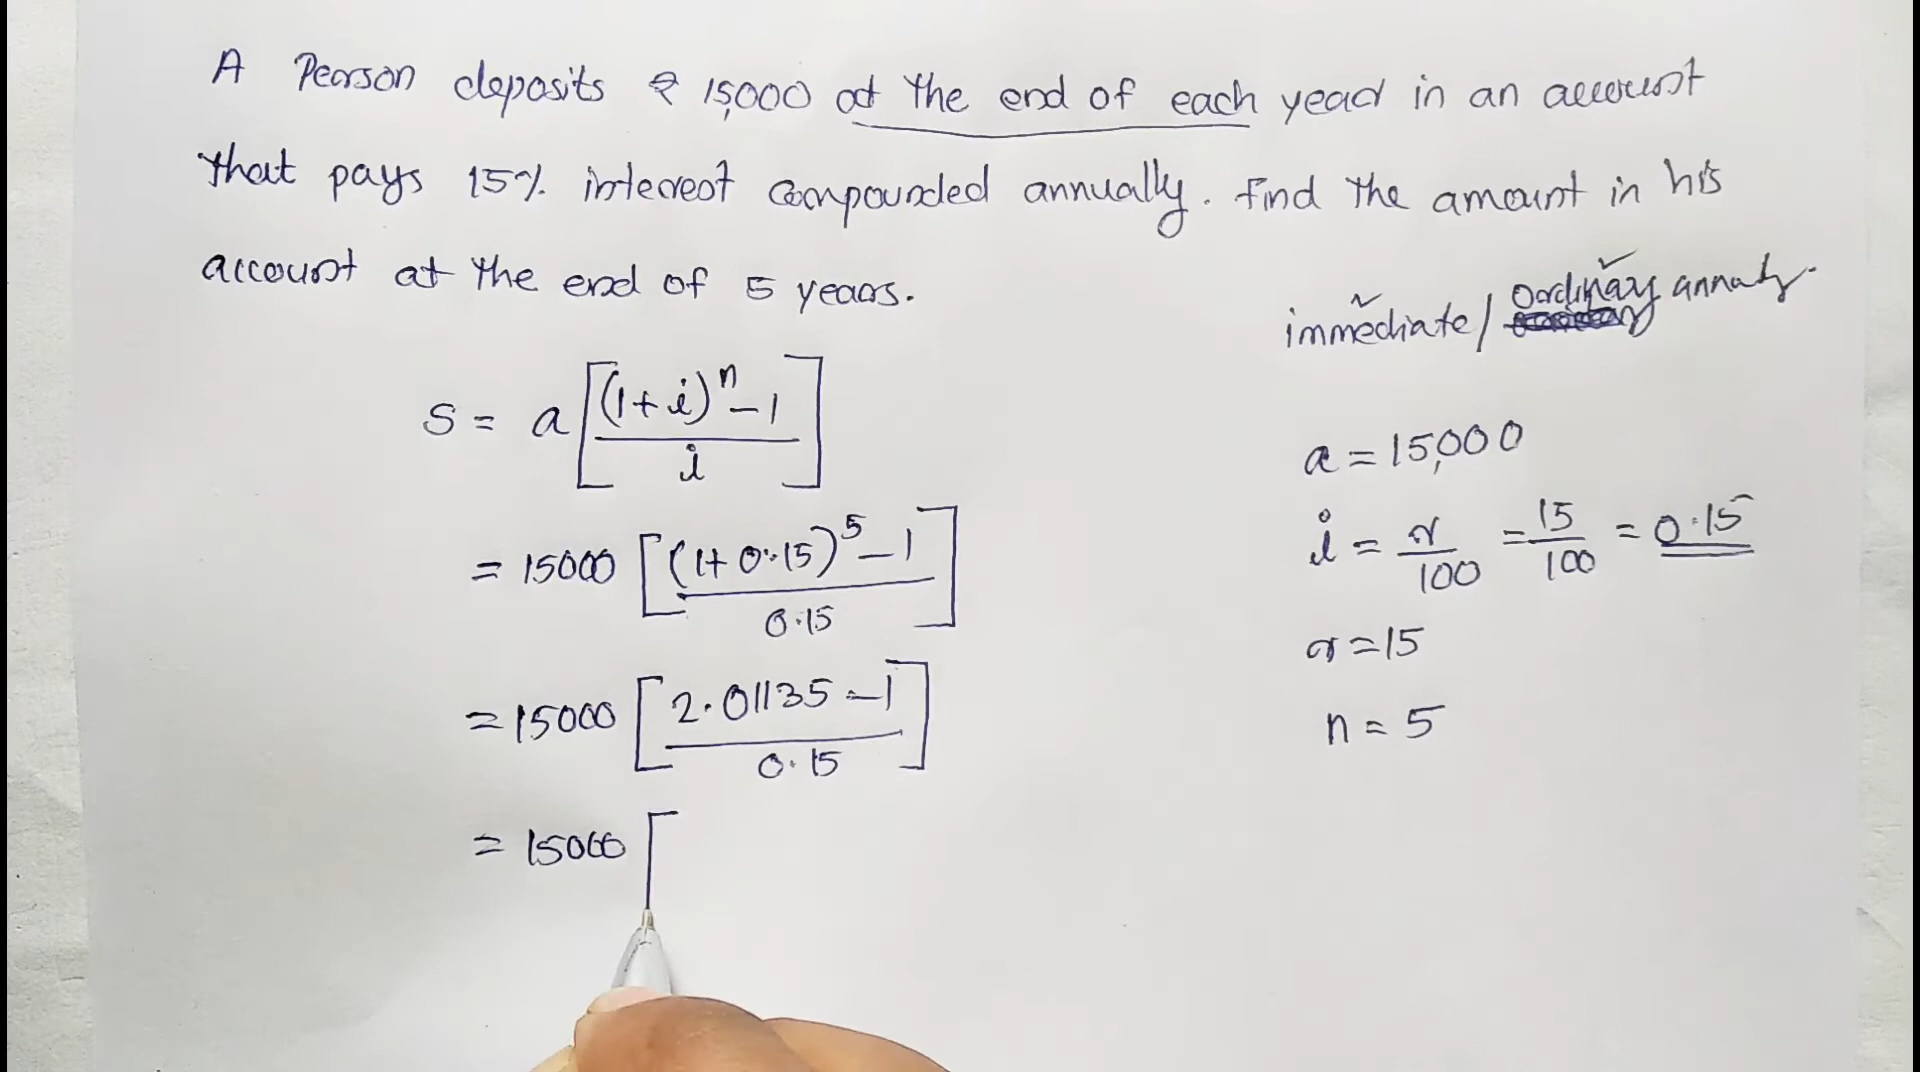 A Person deposits ₹ 15,000 at the end of each year in an account
that pays 15% interest compounded annually. Find the amount in his
account at the end of 5 years.
immediate / Ordinary annuity.
S = a [((1+i)^n - 1) / i]
= 15000 [((1+0.15)^5 - 1) / 0.15]
= 15000 [(2.01135 - 1) / 0.15]
= 15000 [
a = 15,000
i = r/100 = 15/100 = 0.15
r = 15
n = 5